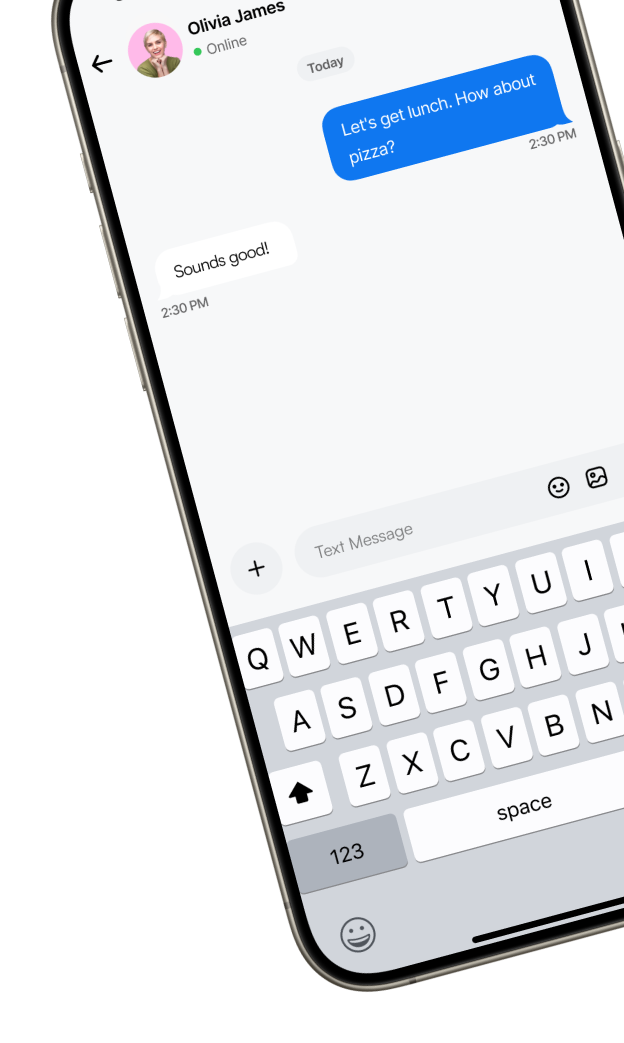 Olivia James
Online
Today
Let's get lunch. How about
pizza?
2:30 PM
Sounds good!
2:30 PM
Text Message
Q W E R T Y U I
A S D F G H J
Z X C V B N
123 space